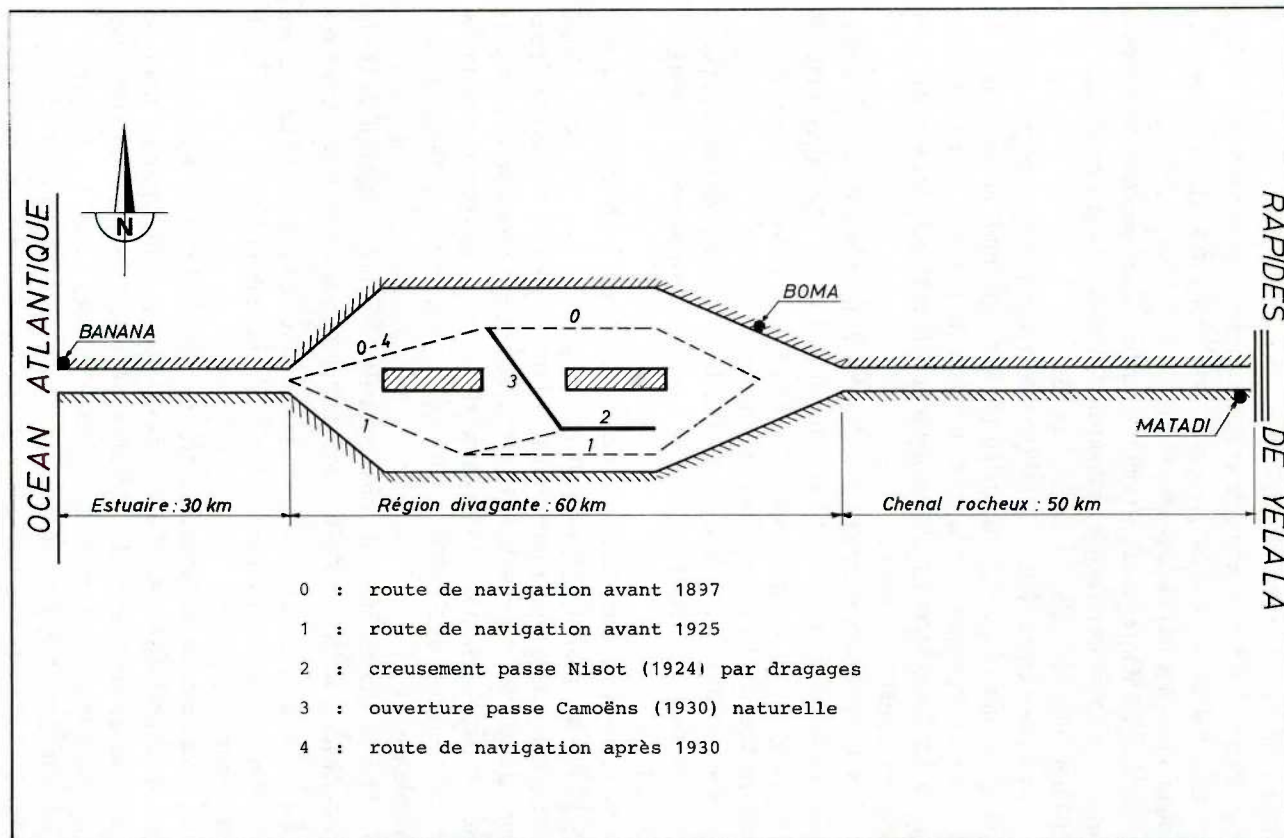 N
OCEAN ATLANTIQUE
BANANA
BOMA
MATADI
RAPIDES
DE YELALA
0
0-4
3
2
1
1
Estuaire : 30 km
Région divagante : 60 km
Chenal rocheux : 50 km
0 : route de navigation avant 1897
1 : route de navigation avant 1925
2 : creusement passe Nisot (1924) par dragages
3 : ouverture passe Camoëns (1930) naturelle
4 : route de navigation après 1930